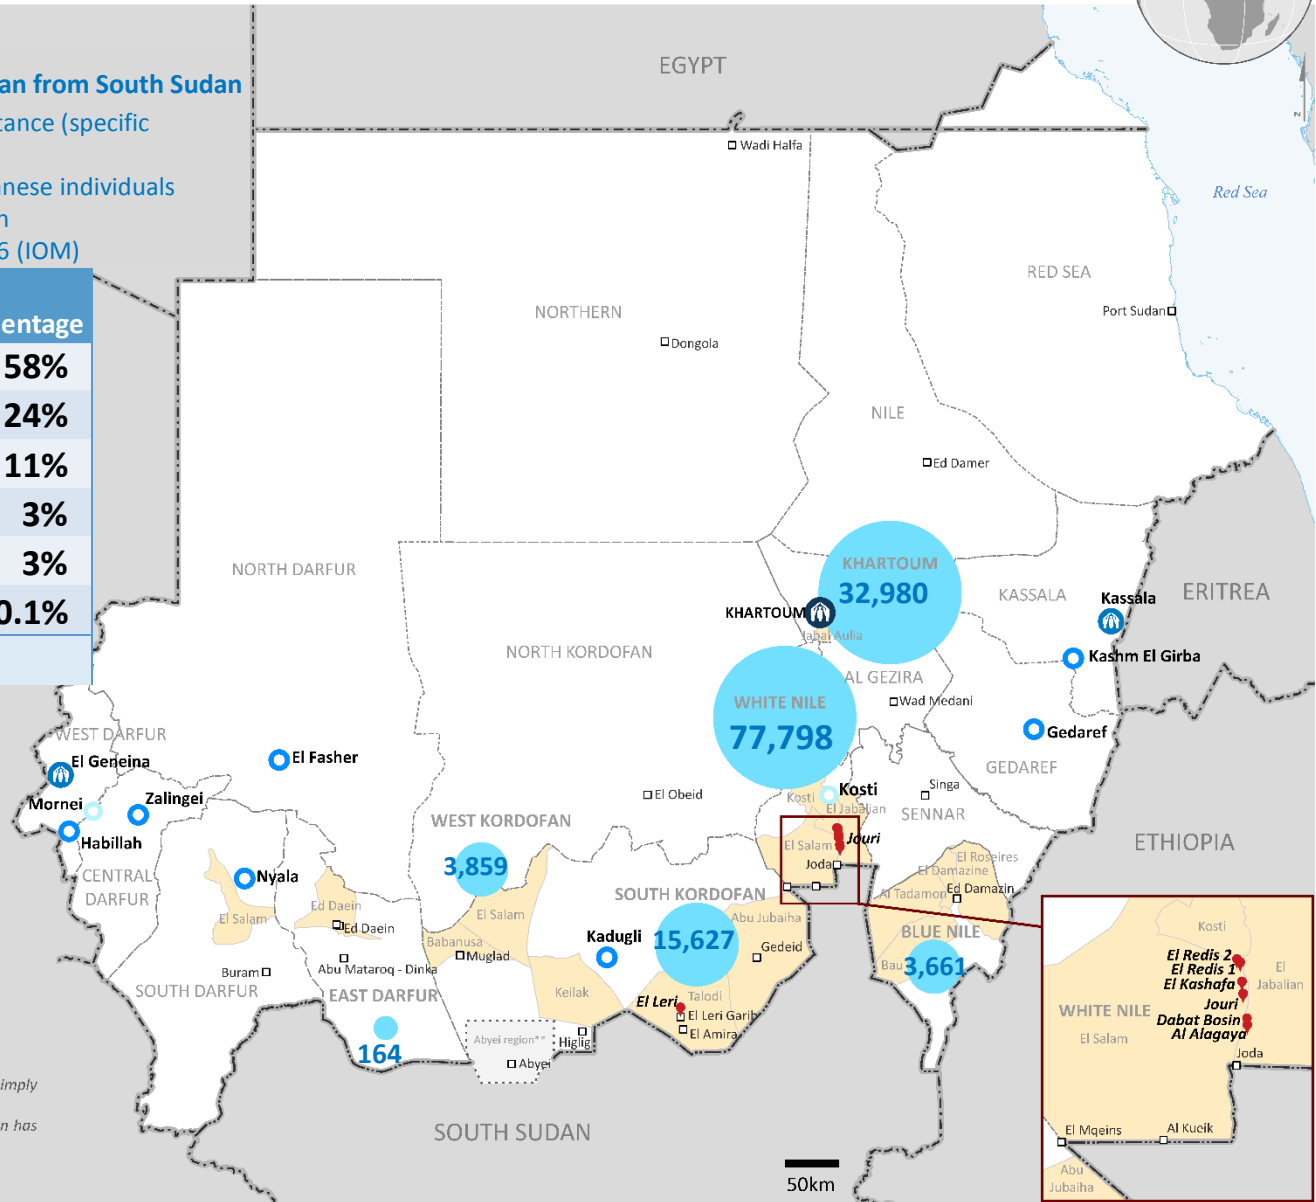 EGYPT
an from South Sudan
tance (specific
nese individuals
n
6 (IOM)
entage
58%
24%
11%
3%
3%
0.1%
Wadi Halfa
Red Sea
RED SEA
Port Sudan
NORTHERN
Dongola
NILE
Ed Damer
NORTH DARFUR
KHARTOUM
32,980
KHARTOUM
Jabal Aulia
KASSALA
Kassala
ERITREA
Kashm El Girba
NORTH KORDOFAN
AL GEZIRA
WHITE NILE
77,798
Wad Medani
Gedaref
GEDAREF
WEST DARFUR
El Geneina
El Fasher
Mornei
Zalingei
Habillah
CENTRAL
DARFUR
El Obeid
Kosti
Kosti
El Jabalian
Singa
SENNAR
WEST KORDOFAN
3,859
El Salam
Jouri
Joda
ETHIOPIA
El Roseires
El Damazine
Al Tadamon
Ed Damazin
Nyala
El Salam
Ed Daein
Ed Daein
El Salam
SOUTH KORDOFAN
Abu Jubaiha
15,627
Kadugli
Gedeid
BLUE NILE
Bau
3,661
Babanusa
Muglad
Buram
Abu Mataroq - Dinka
SOUTH DARFUR
EAST DARFUR
Keilak
El Leri
Talodi
El Leri Garib
El Amira
164
Abyei region**
Higlig
Abyei
Kosti
El Redis 2
El Redis 1
El Kashafa
El
Jabalian
Jouri
WHITE NILE
Dabat Bosin
Al Alagaya
El Salam
Joda
El Mqeins
Al Kueik
Abu
Jubaiha
imply
n has
SOUTH SUDAN
50km
z